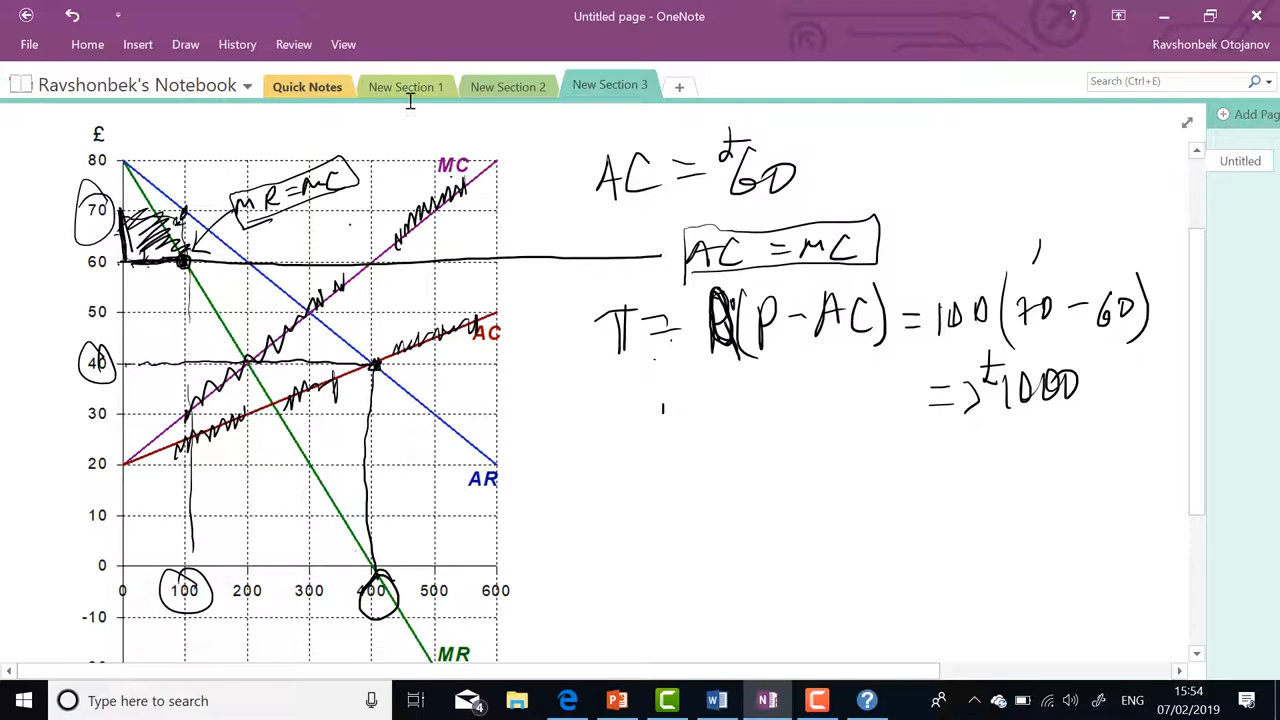 Untitled page - OneNote
File Home Insert Draw History Review View
Ravshonbek Otojanov
Ravshonbek's Notebook Quick Notes New Section 1 New Section 2 New Section 3
Search (Ctrl+E)
Add Pag
Untitled
£
80
70
60
50
40
30
20
10
0
-10
0 100 200 300 400 500 600
MC
AC
AR
MR
MR = MC
AC = £60
AC = MC
π = Q(P - AC) = 100(70 - 60)
= £1000
Type here to search
4
ENG
15:54
07/02/2019